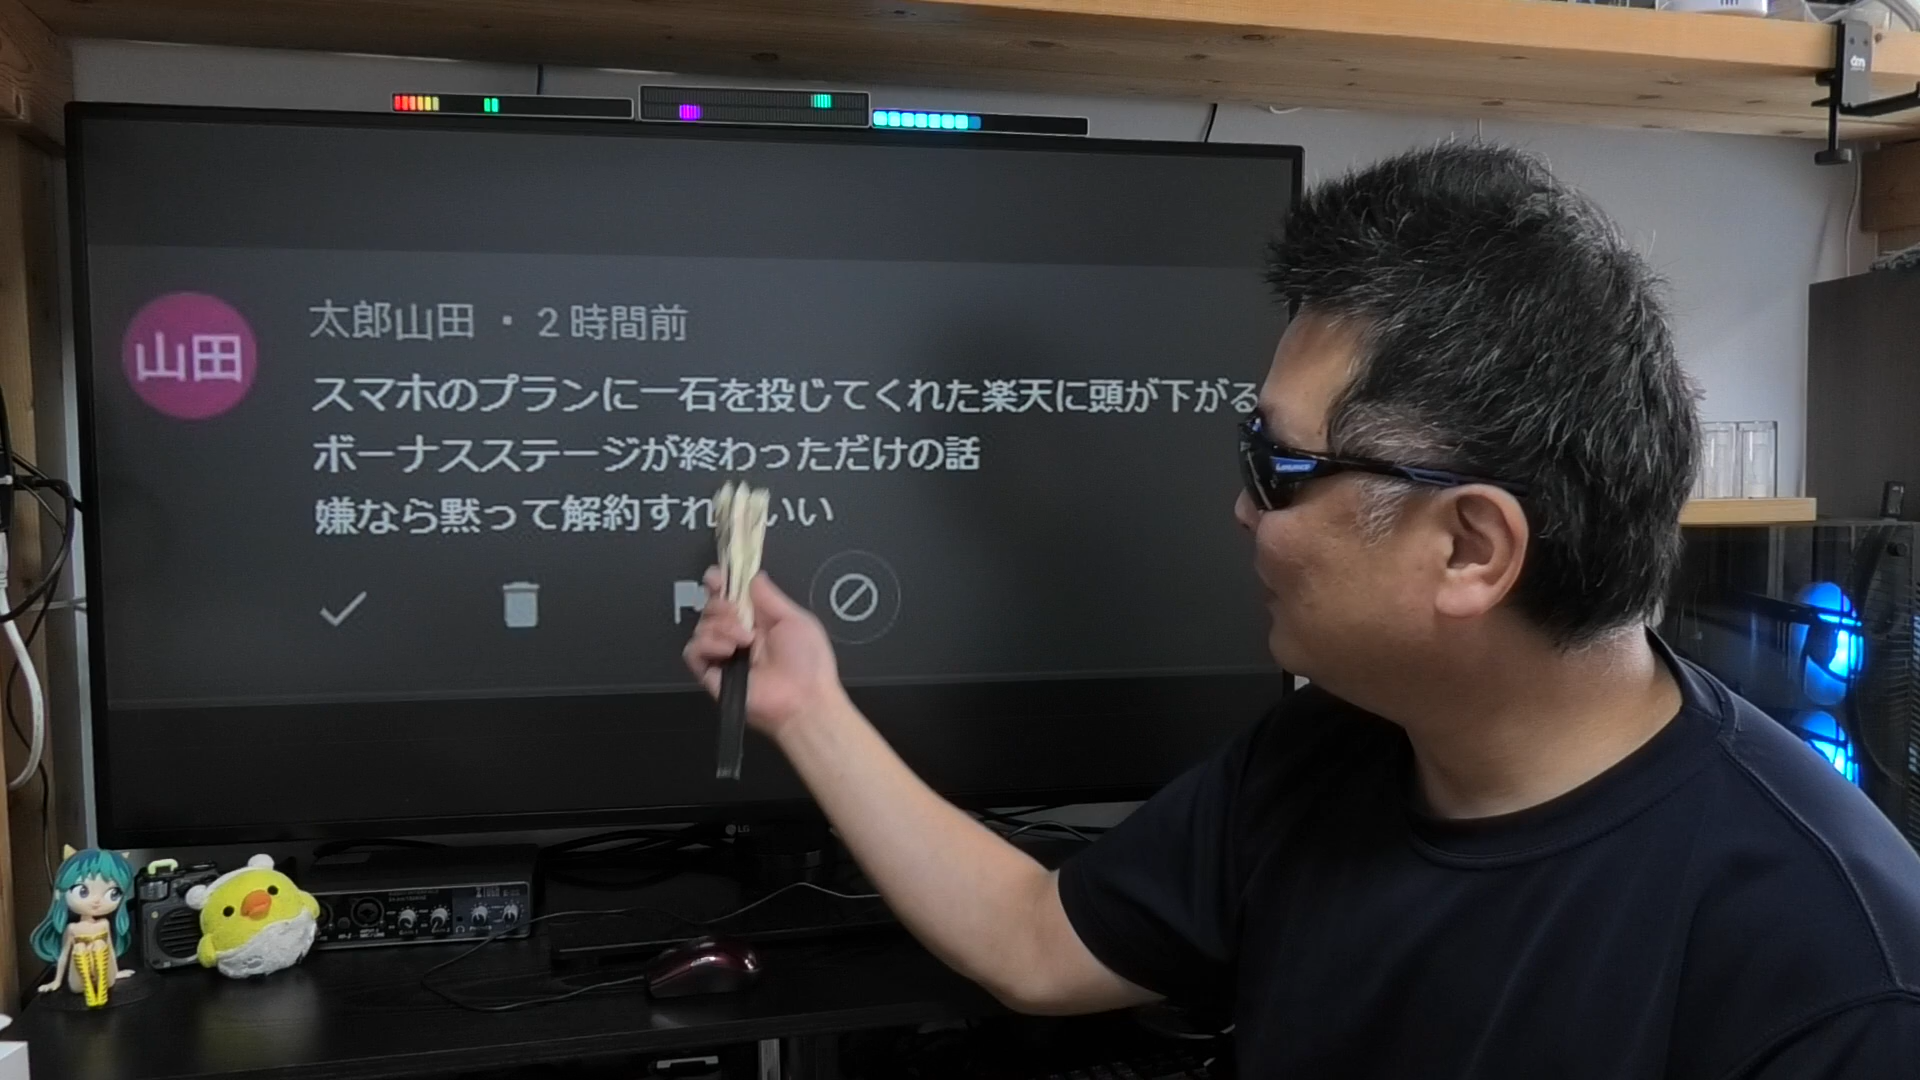 太郎山田・2時間前
山田
スマホのプランに一石を投じてくれた楽天に頭が下がる
ボーナスステージが終わっただけの話
嫌なら黙って解約すれ いい
LG